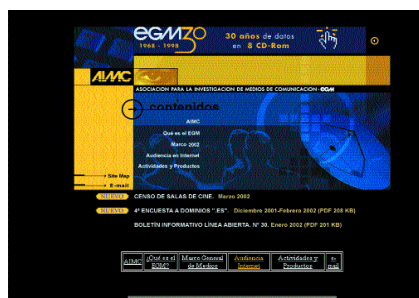 EGM30
1968 - 1998
30 años de datos
en 8 CD-Rom
AIMC
ASOCIACION PARA LA INVESTIGACION DE MEDIOS DE COMUNICACION - EGM
contenidos
AIMC
Qué es el EGM
Marco 2002
Audiencia en Internet
Actividades y Productos
Site Map
E-mail
NUEVO CENSO DE SALAS DE CINE. Marzo 2002
NUEVO 4ª ENCUESTA A DOMINIOS ".ES". Diciembre 2001-Febrero 2002 (PDF 208 KB)
BOLETÍN INFORMATIVO LÍNEA ABIERTA. Nº 30. Enero 2002 (PDF 201 KB)
AIMC ¿Qué es el EGM? Marco General de Medios Audiencia Internet Actividades y Productos E-mail